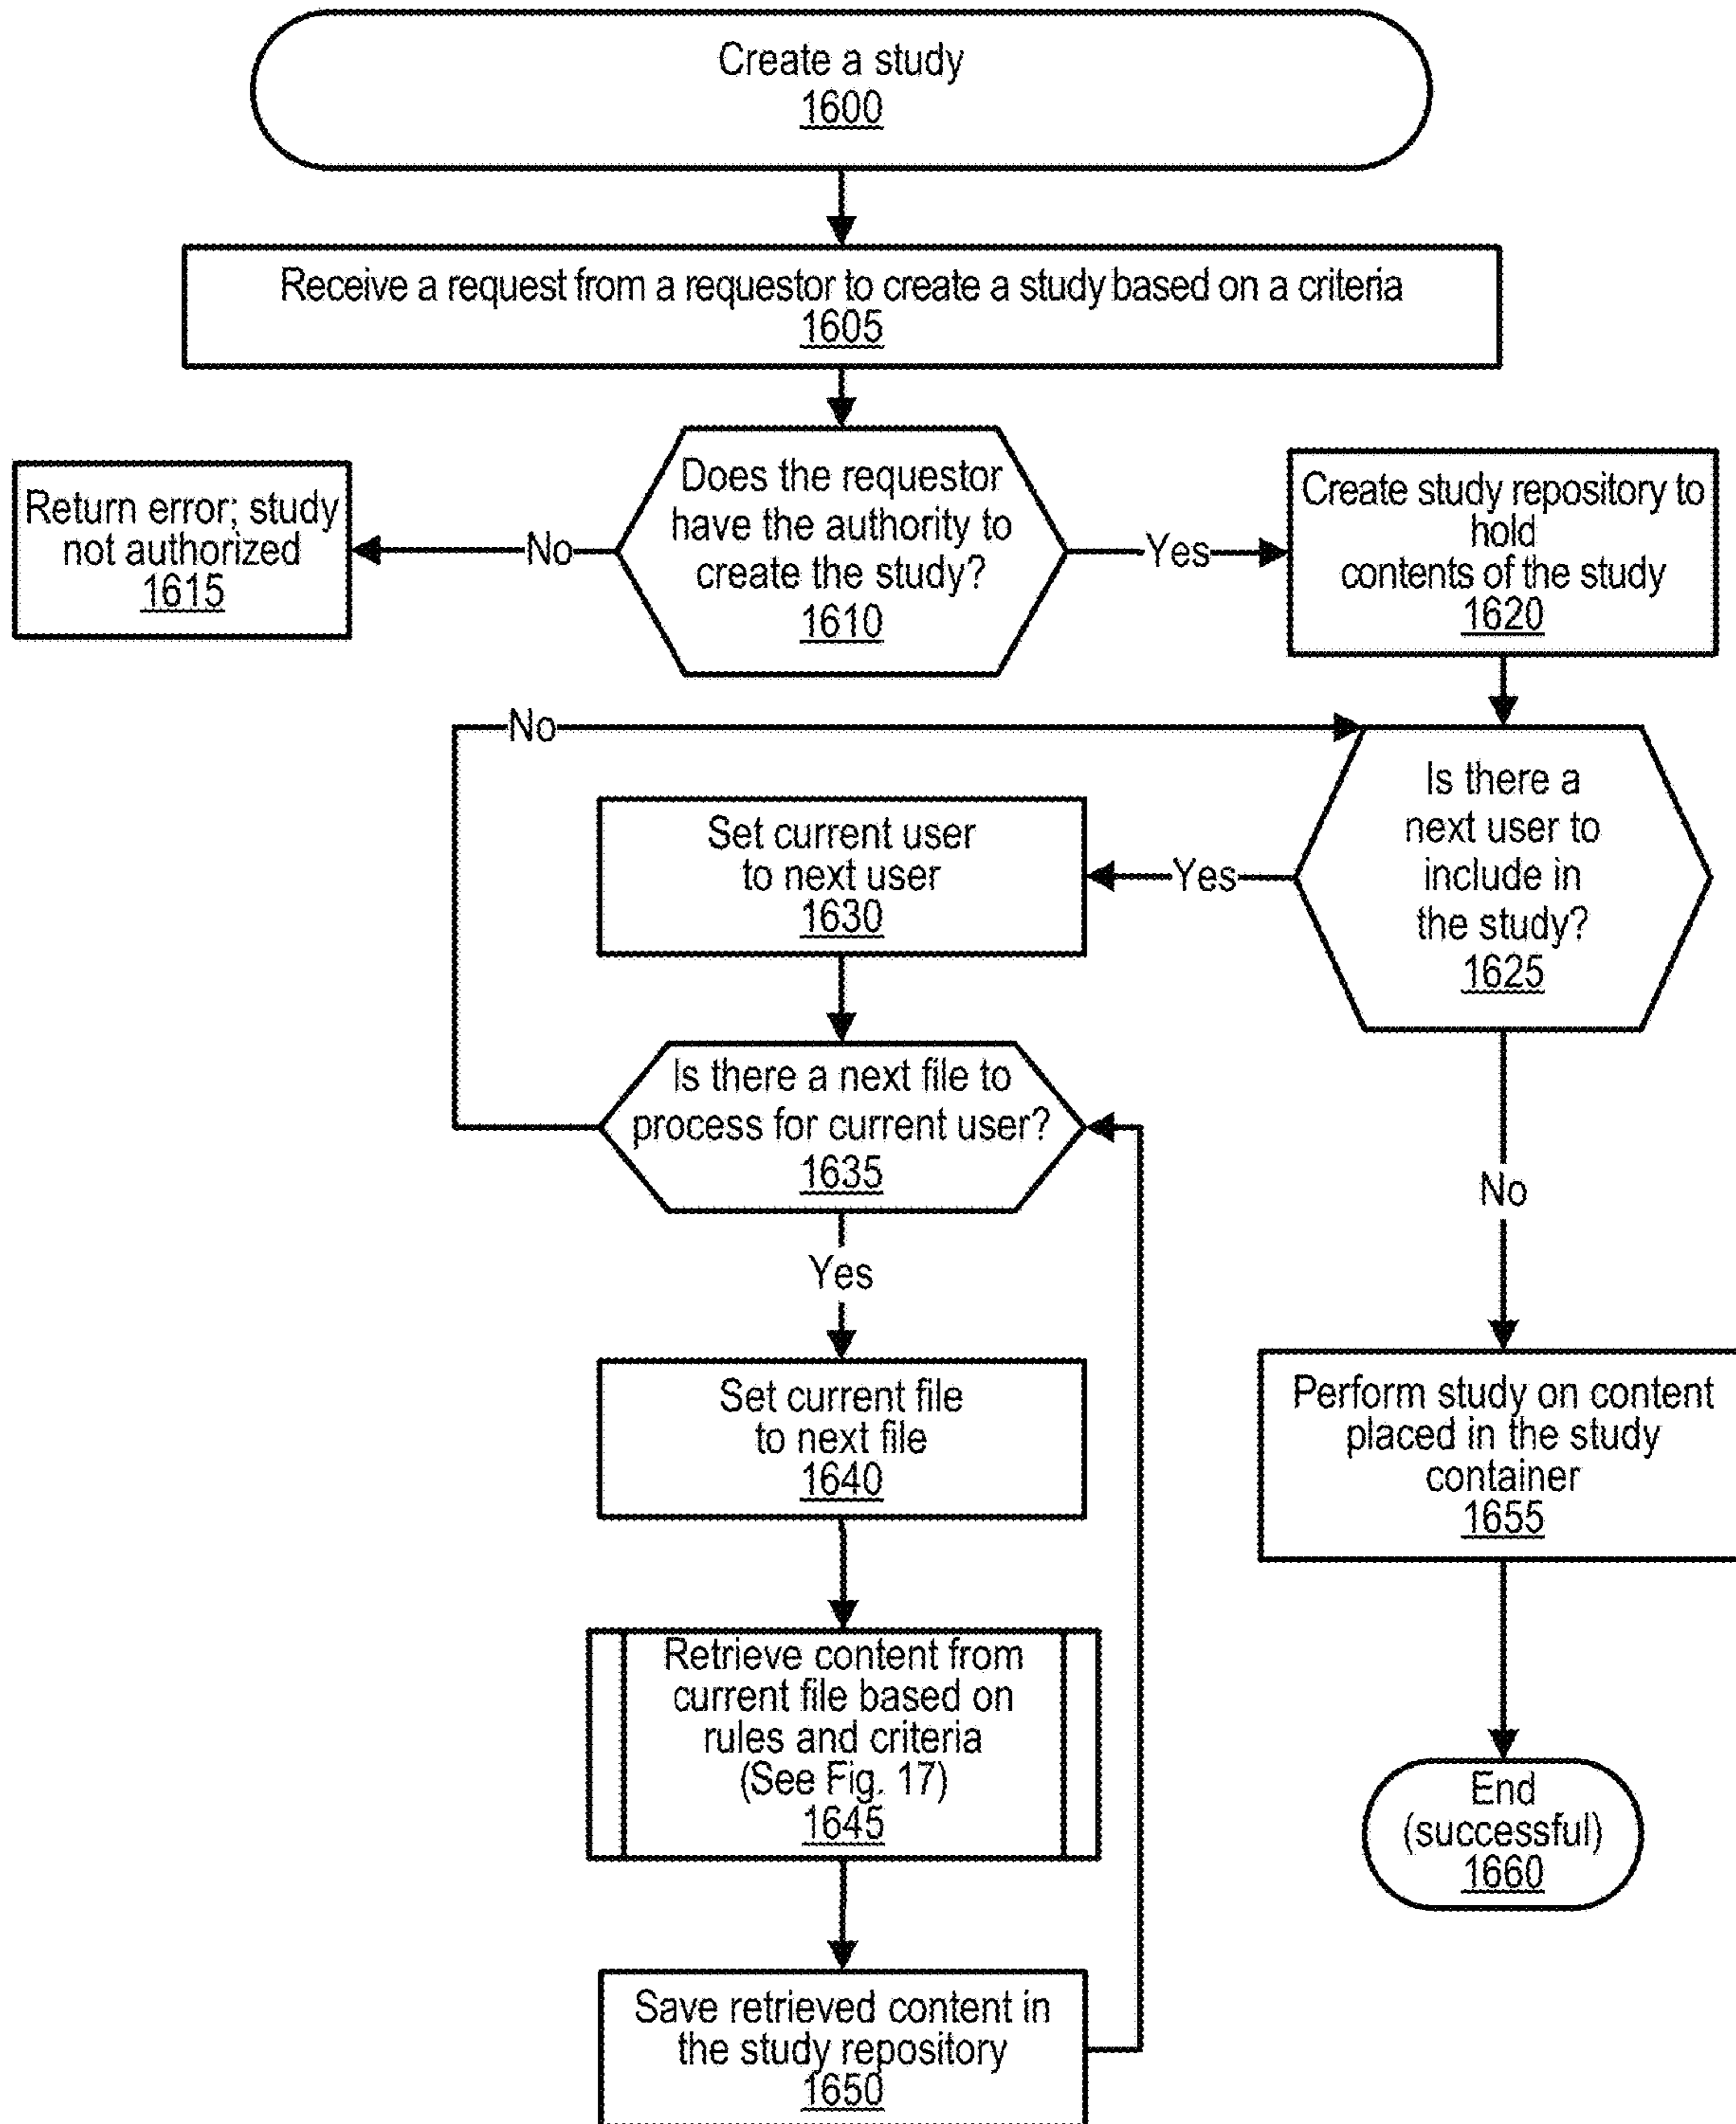 Create a study
1600
Receive a request from a requestor to create a study based on a criteria
1605
Does the requestor
have the authority to
create the study?
1610
No
Return error; study
not authorized
1615
Yes
Create study repository to
hold
contents of the study
1620
No
Is there a
next user to
include in
the study?
1625
Yes
Set current user
to next user
1630
Is there a next file to
process for current user?
1635
Yes
Set current file
to next file
1640
Retrieve content from
current file based on
rules and criteria
(See Fig. 17)
1645
Save retrieved content in
the study repository
1650
No
Perform study on content
placed in the study
container
1655
End
(successful)
1660